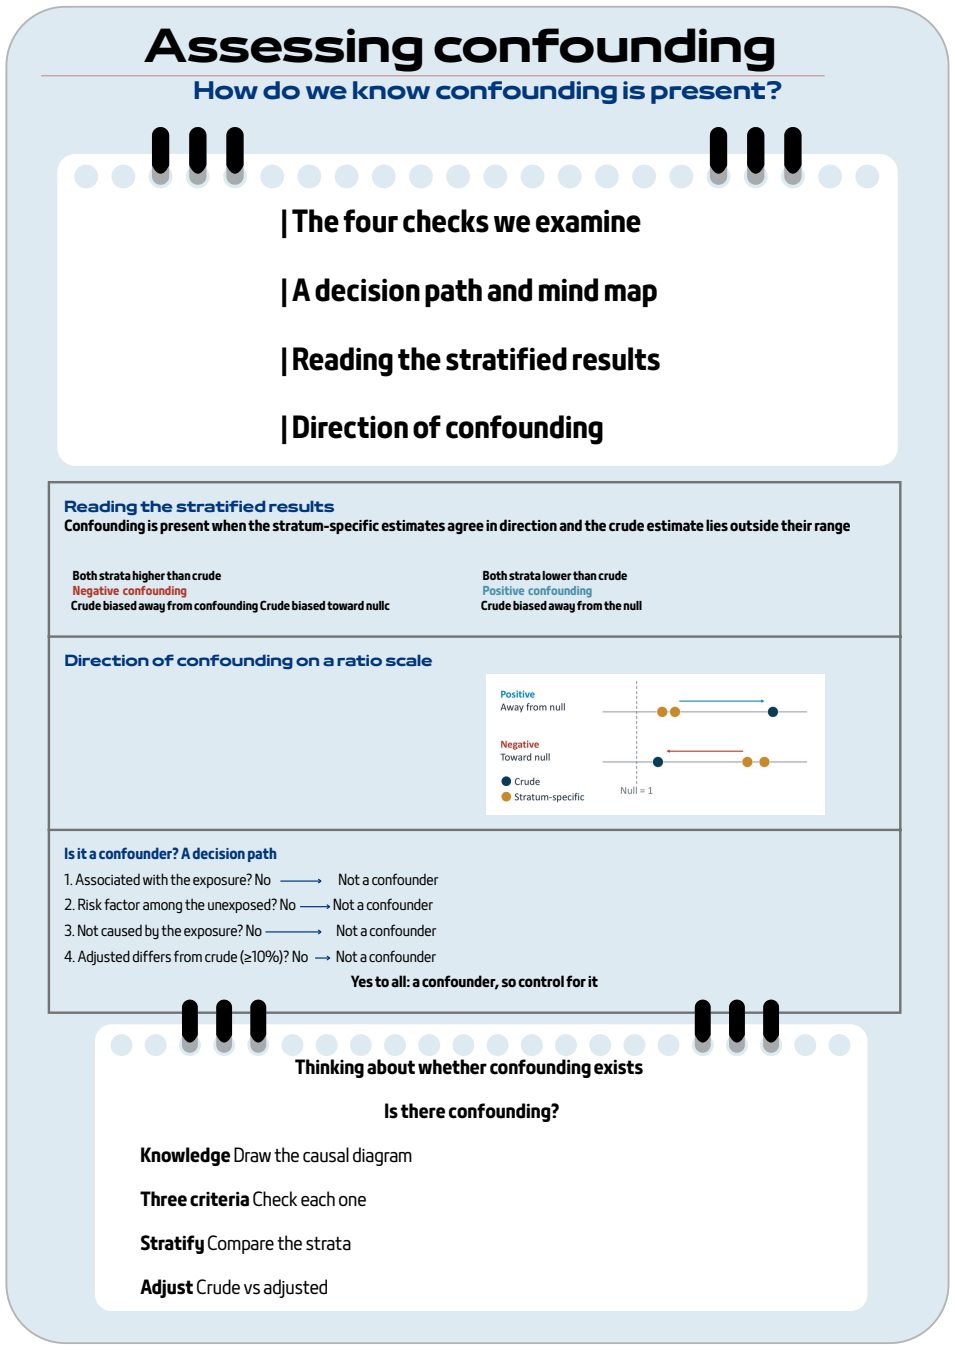 Assessing confounding
How do we know confounding is present?
| The four checks we examine
| A decision path and mind map
| Reading the stratified results
| Direction of confounding
Reading the stratified results
Confounding is present when the stratum-specific estimates agree in direction and the crude estimate lies outside their range
Both strata higher than crude
Negative confounding
Crude biased away from confounding Crude biased toward nullc
Both strata lower than crude
Positive confounding
Crude biased away from the null
Direction of confounding on a ratio scale
Positive
Away from null
Negative
Toward null
Crude
Stratum-specific
Null = 1
Is it a confounder? A decision path
1. Associated with the exposure? No → Not a confounder
2. Risk factor among the unexposed? No → Not a confounder
3. Not caused by the exposure? No → Not a confounder
4. Adjusted differs from crude (≥10%)? No → Not a confounder
Yes to all: a confounder, so control for it
Thinking about whether confounding exists
Is there confounding?
Knowledge Draw the causal diagram
Three criteria Check each one
Stratify Compare the strata
Adjust Crude vs adjusted